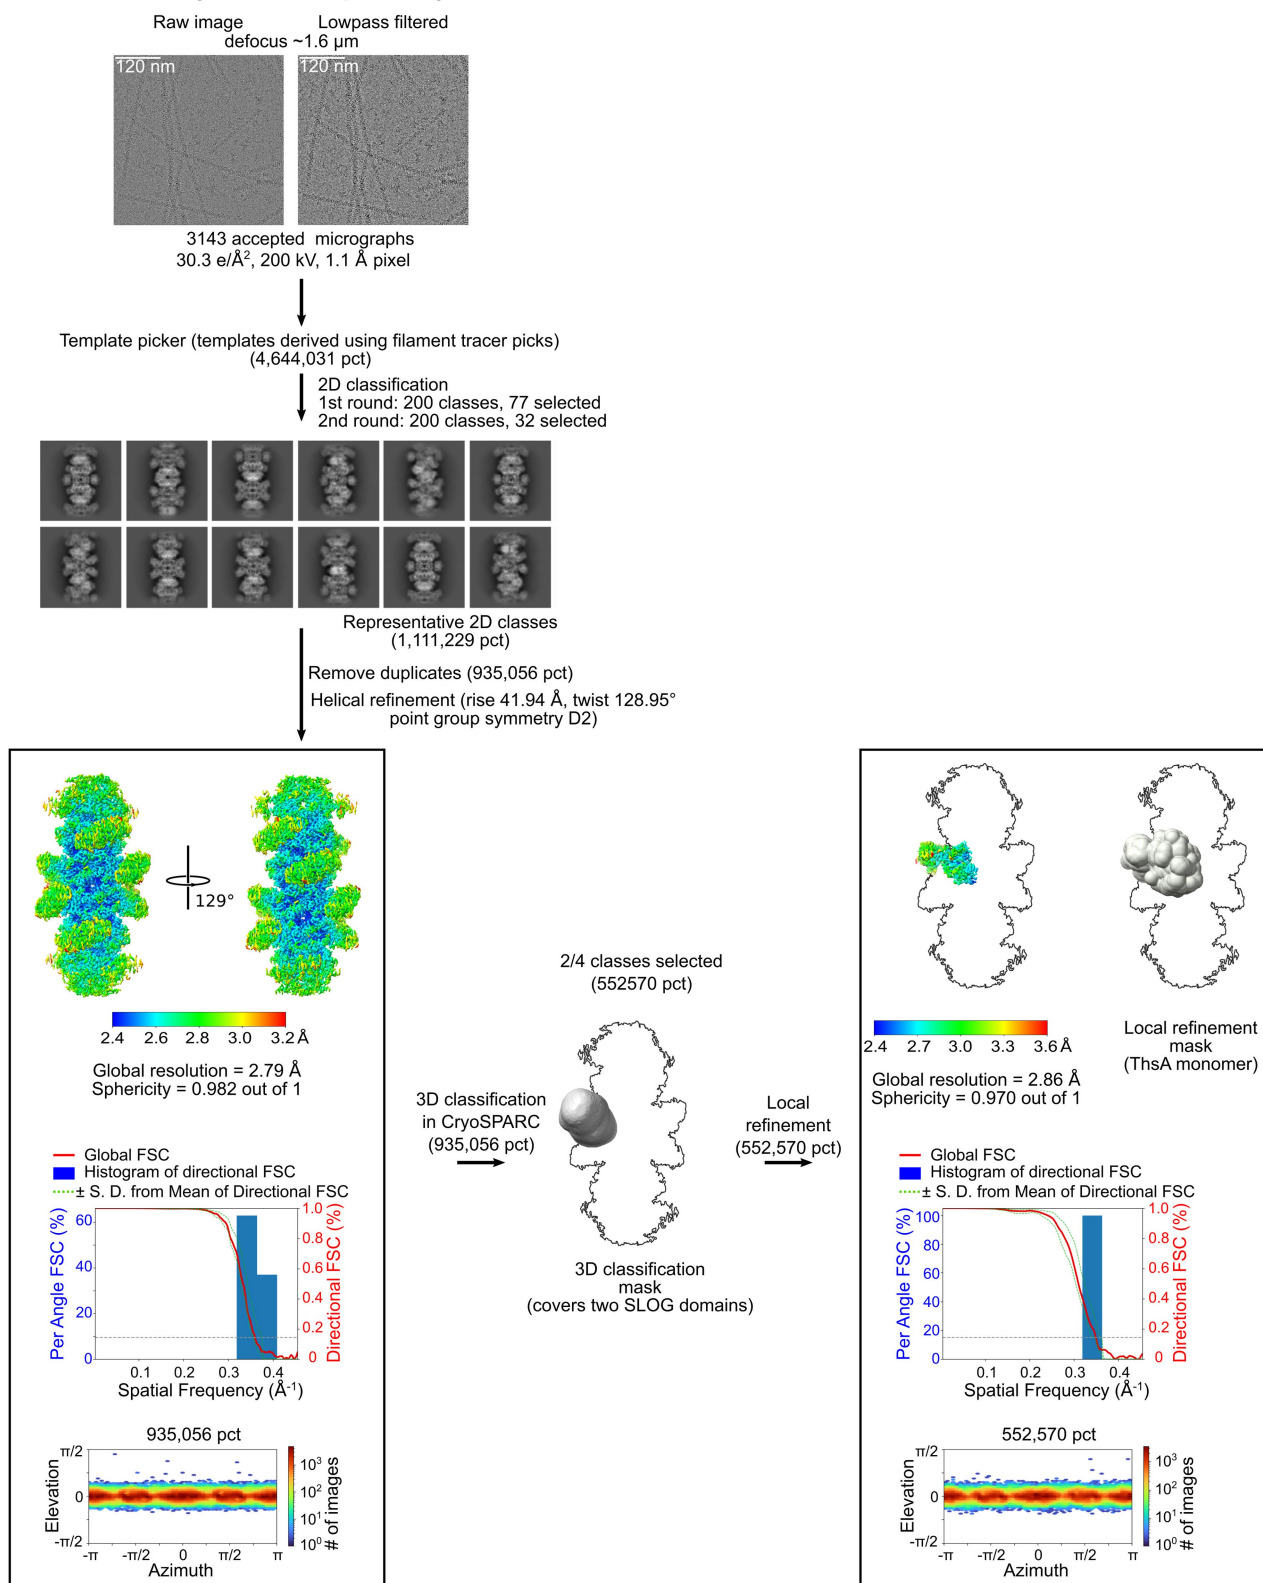 Raw image Lowpass filtered
defocus ~1.6 µm
120 nm 120 nm
3143 accepted micrographs
30.3 e/Å², 200 kV, 1.1 Å pixel
Template picker (templates derived using filament tracer picks)
(4,644,031 pct)
2D classification
1st round: 200 classes, 77 selected
2nd round: 200 classes, 32 selected
Representative 2D classes
(1,111,229 pct)
Remove duplicates (935,056 pct)
Helical refinement (rise 41.94 Å, twist 128.95°
point group symmetry D2)
129°
2.4 2.6 2.8 3.0 3.2 Å
Global resolution = 2.79 Å
Sphericity = 0.982 out of 1
Global FSC
Histogram of directional FSC
± S. D. from Mean of Directional FSC
Per Angle FSC (%)
60
40
20
0
Directional FSC (%)
1.0
0.8
0.6
0.4
0.2
0
0.1 0.2 0.3 0.4
Spatial Frequency (Å⁻¹)
935,056 pct
Elevation
π/2
0
-π/2
-π -π/2 0 π/2 π
Azimuth
10³
10²
10¹
10⁰
# of images
3D classification
in CryoSPARC
(935,056 pct)
2/4 classes selected
(552570 pct)
3D classification
mask
(covers two SLOG domains)
Local
refinement
(552,570 pct)
2.4 2.7 3.0 3.3 3.6 Å
Global resolution = 2.86 Å
Sphericity = 0.970 out of 1
Local refinement
mask
(ThsA monomer)
Global FSC
Histogram of directional FSC
± S. D. from Mean of Directional FSC
Per Angle FSC (%)
100
80
60
40
20
0
Directional FSC (%)
1.0
0.8
0.6
0.4
0.2
0
0.1 0.2 0.3 0.4
Spatial Frequency (Å⁻¹)
552,570 pct
Elevation
π/2
0
-π/2
-π -π/2 0 π/2 π
Azimuth
10³
10²
10¹
10⁰
# of images